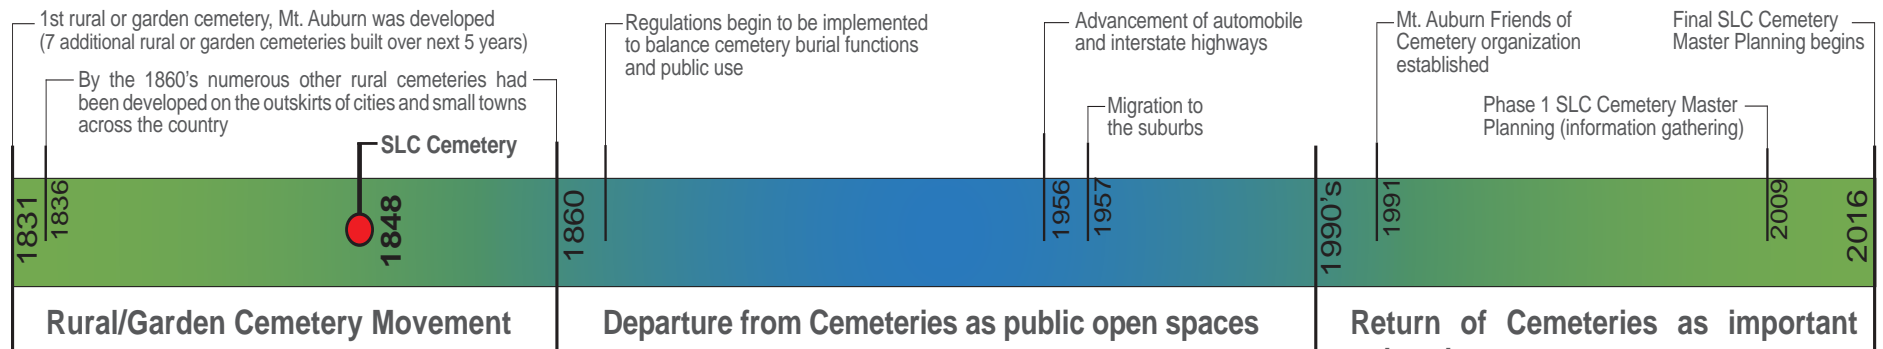 1st rural or garden cemetery, Mt. Auburn was developed
(7 additional rural or garden cemeteries built over next 5 years)
By the 1860's numerous other rural cemeteries had
been developed on the outskirts of cities and small towns
across the country
SLC Cemetery
Regulations begin to be implemented
to balance cemetery burial functions
and public use
Advancement of automobile
and interstate highways
Migration to
the suburbs
Mt. Auburn Friends of
Cemetery organization
established
Phase 1 SLC Cemetery Master
Planning (information gathering)
Final SLC Cemetery
Master Planning begins
1831
1836
1848
1860
1956
1957
1990's
1991
2009
2016
Rural/Garden Cemetery Movement
Departure from Cemeteries as public open spaces
Return of Cemeteries as important